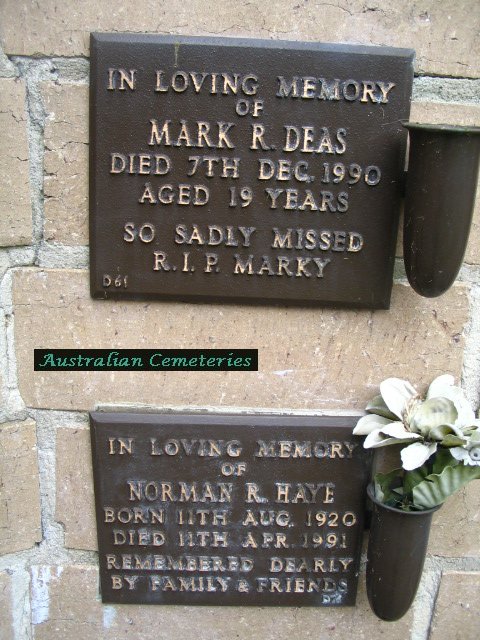 IN LOVING MEMORY
OF
MARK R. DEAS
DIED 7TH DEC. 1990
AGED 19 YEARS
SO SADLY MISSED
R.I.P. MARKY
D61
Australian Cemeteries
IN LOVING MEMORY
OF
NORMAN R. HAYE
BORN 11TH AUG. 1920
DIED 11TH APR. 1991
REMEMBERED DEARLY
BY FAMILY & FRIENDS